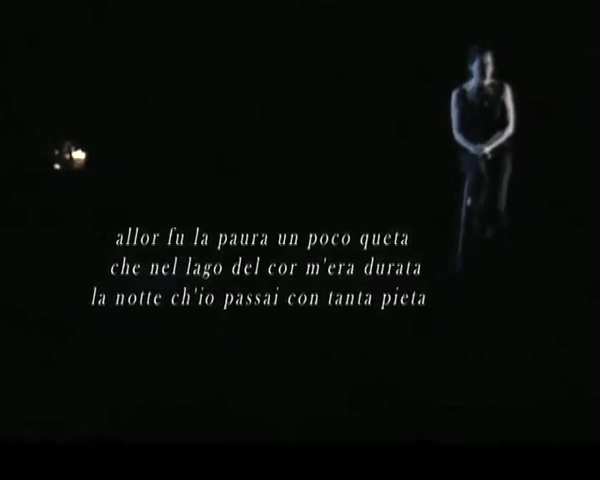 allor fu la paura un poco queta
che nel lago del cor m'era durata
la notte ch'io passai con tanta pieta